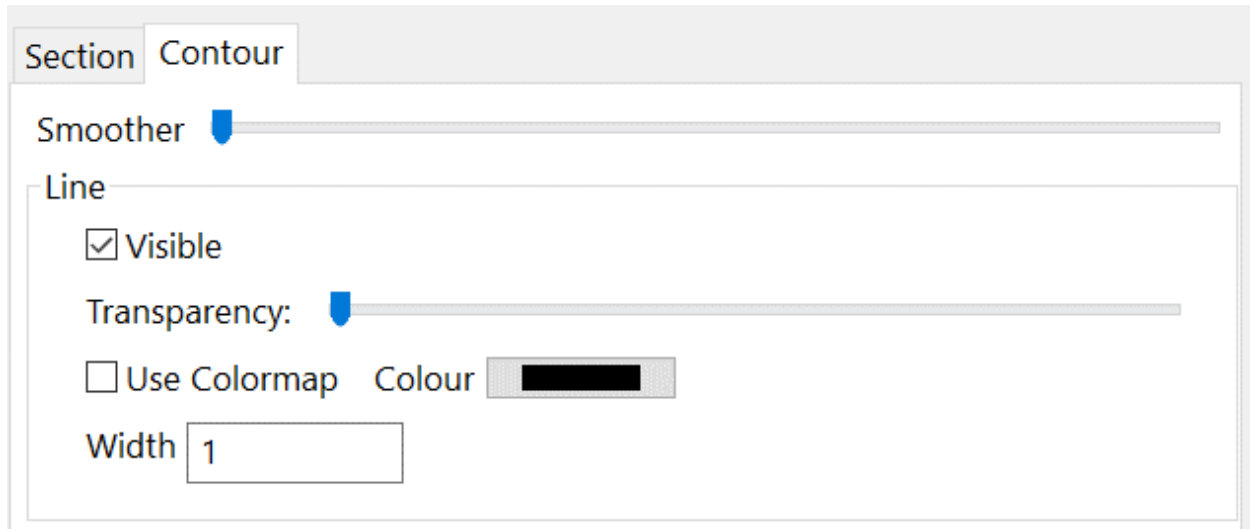 Section Contour
Smoother
Line
Visible
Transparency:
Use Colormap Colour
Width 1